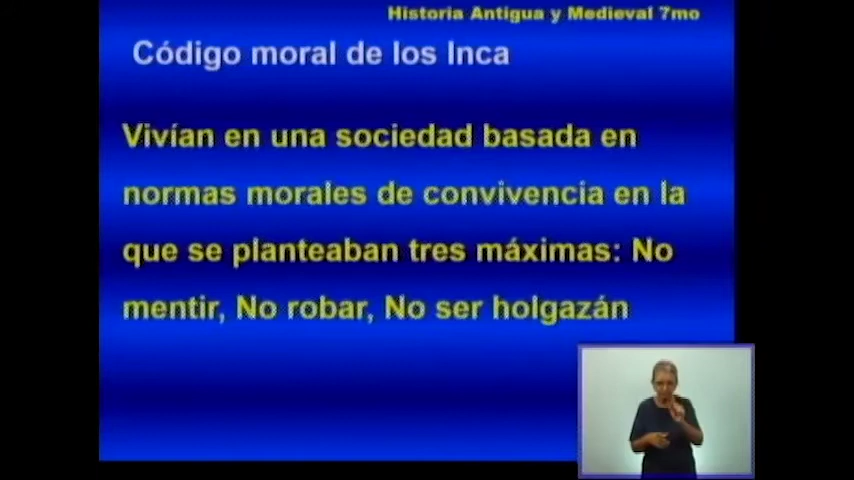 Historia Antigua y Medieval 7mo
Código moral de los Inca
Vivían en una sociedad basada en
normas morales de convivencia en la
que se planteaban tres máximas: No
mentir, No robar, No ser holgazán